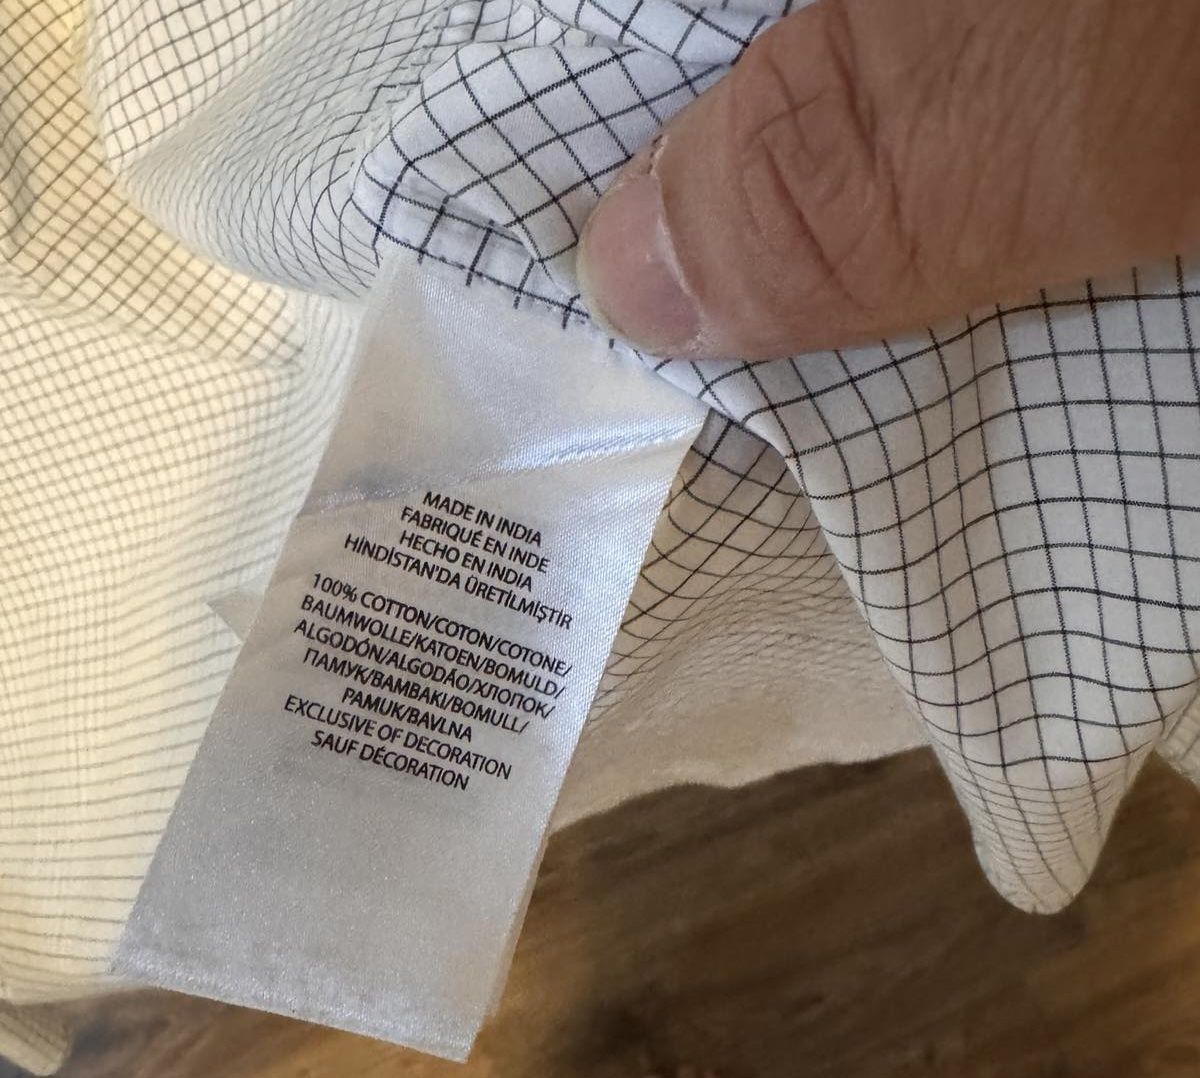 MADE IN INDIA
FABRIQUÉ EN INDE
HECHO EN INDIA
HİNDİSTAN'DA ÜRETİLMİŞTİR
100% COTTON/COTON/COTONE/
BAUMWOLLE/KATOEN/BOMULD/
ALGODÓN/ALGODÃO/ХЛОПОК/
ПАМУК/BAMBAKI/BOMULL/
PAMUK/BAVLNA
EXCLUSIVE OF DECORATION
SAUF DÉCORATION